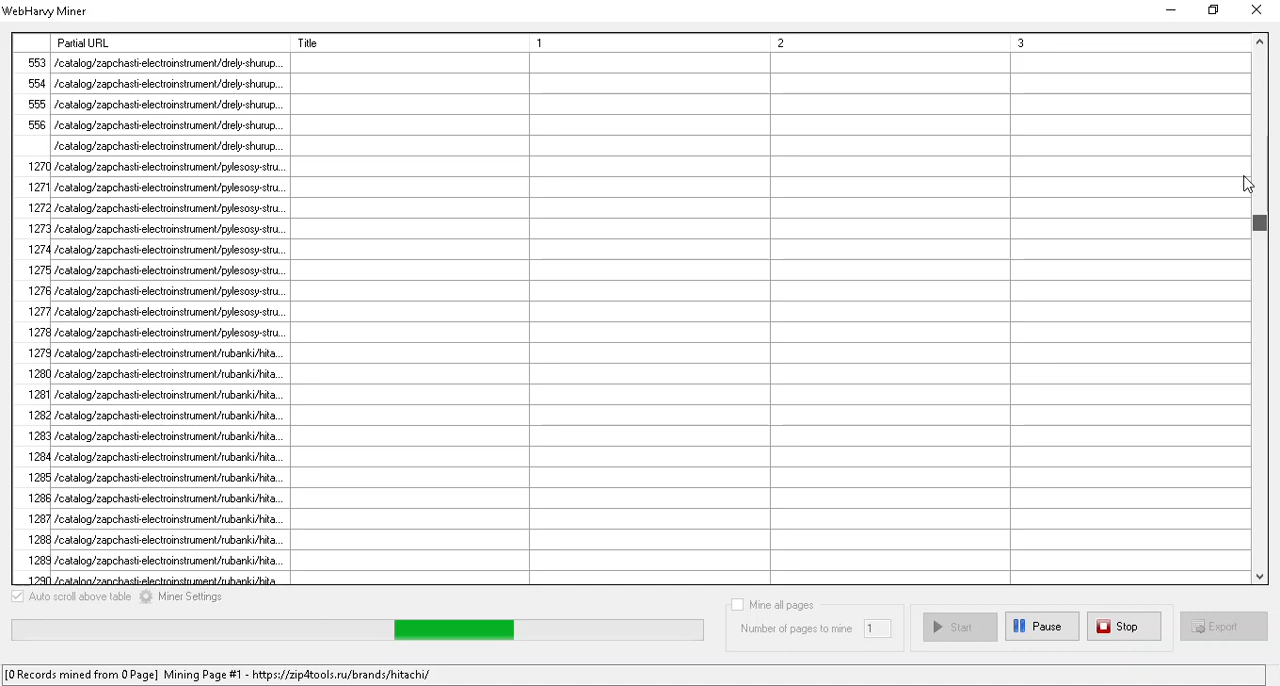 WebHarvy Miner
Partial URL Title 1 2 3
553 /catalog/zapchasti-electroinstrument/drely-shurup...
554 /catalog/zapchasti-electroinstrument/drely-shurup...
555 /catalog/zapchasti-electroinstrument/drely-shurup...
556 /catalog/zapchasti-electroinstrument/drely-shurup...
/catalog/zapchasti-electroinstrument/drely-shurup...
1270 /catalog/zapchasti-electroinstrument/pylesosy-stru...
1271 /catalog/zapchasti-electroinstrument/pylesosy-stru...
1272 /catalog/zapchasti-electroinstrument/pylesosy-stru...
1273 /catalog/zapchasti-electroinstrument/pylesosy-stru...
1274 /catalog/zapchasti-electroinstrument/pylesosy-stru...
1275 /catalog/zapchasti-electroinstrument/pylesosy-stru...
1276 /catalog/zapchasti-electroinstrument/pylesosy-stru...
1277 /catalog/zapchasti-electroinstrument/pylesosy-stru...
1278 /catalog/zapchasti-electroinstrument/pylesosy-stru...
1279 /catalog/zapchasti-electroinstrument/rubanki/hita...
1280 /catalog/zapchasti-electroinstrument/rubanki/hita...
1281 /catalog/zapchasti-electroinstrument/rubanki/hita...
1282 /catalog/zapchasti-electroinstrument/rubanki/hita...
1283 /catalog/zapchasti-electroinstrument/rubanki/hita...
1284 /catalog/zapchasti-electroinstrument/rubanki/hita...
1285 /catalog/zapchasti-electroinstrument/rubanki/hita...
1286 /catalog/zapchasti-electroinstrument/rubanki/hita...
1287 /catalog/zapchasti-electroinstrument/rubanki/hita...
1288 /catalog/zapchasti-electroinstrument/rubanki/hita...
1289 /catalog/zapchasti-electroinstrument/rubanki/hita...
1290 /catalog/zapchasti-electroinstrument/rubanki/hita...
Auto scroll above table Miner Settings
Mine all pages
Number of pages to mine 1
Start Pause Stop Export
[0 Records mined from 0 Page] Mining Page #1 - https://zip4tools.ru/brands/hitachi/